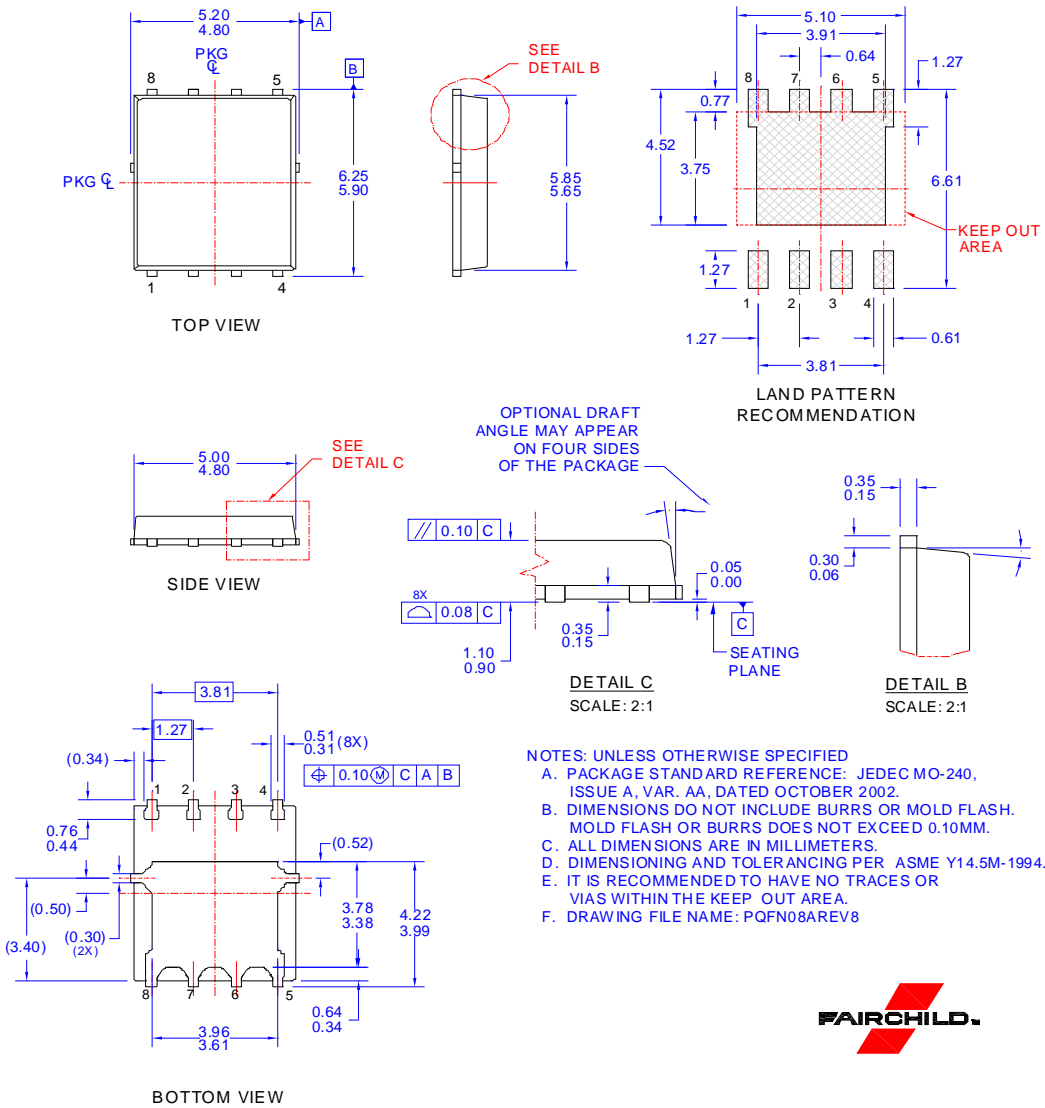 5.20
4.80
A
PKG
CL
B
8
5
6.25
5.90
PKG CL
1
4
TOP VIEW
SEE
DETAIL B
5.85
5.65
5.10
3.91
0.64
1.27
8
7
6
5
0.77
4.52
3.75
6.61
KEEP OUT
AREA
1.27
1
2
3
4
1.27
0.61
3.81
LAND PATTERN
RECOMMENDATION
5.00
4.80
SEE
DETAIL C
SIDE VIEW
OPTIONAL DRAFT
ANGLE MAY APPEAR
ON FOUR SIDES
OF THE PACKAGE
// 0.10 C
8X
0.08 C
1.10
0.90
0.35
0.15
0.05
0.00
C
SEATING
PLANE
DETAIL C
SCALE: 2:1
0.35
0.15
0.30
0.06
DETAIL B
SCALE: 2:1
3.81
1.27
(0.34)
0.51
0.31 (8X)
0.10 Ⓜ C A B
1
2
3
4
0.76
0.44
(0.52)
(0.50)
(0.30)
(2X)
(3.40)
3.78
3.38
4.22
3.99
8
7
6
5
0.64
0.34
3.96
3.61
BOTTOM VIEW
NOTES: UNLESS OTHERWISE SPECIFIED
A. PACKAGE STANDARD REFERENCE: JEDEC MO-240,
ISSUE A, VAR. AA, DATED OCTOBER 2002.
B. DIMENSIONS DO NOT INCLUDE BURRS OR MOLD FLASH.
MOLD FLASH OR BURRS DOES NOT EXCEED 0.10MM.
C. ALL DIMENSIONS ARE IN MILLIMETERS.
D. DIMENSIONING AND TOLERANCING PER ASME Y14.5M-1994.
E. IT IS RECOMMENDED TO HAVE NO TRACES OR
VIAS WITHIN THE KEEP OUT AREA.
F. DRAWING FILE NAME: PQFN08AREV8
FAIRCHILD™